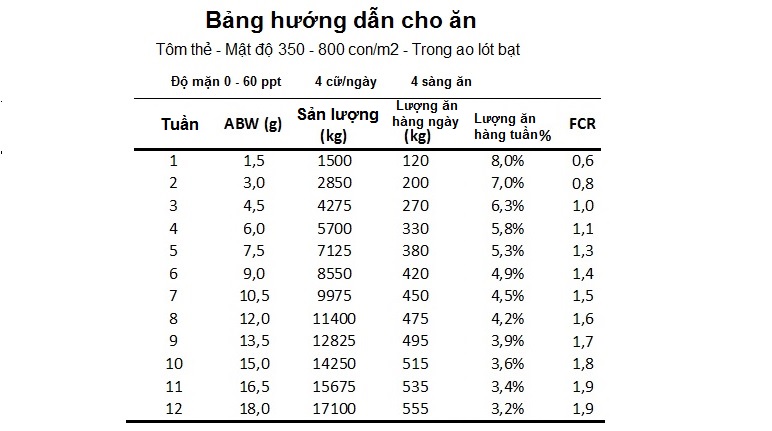 Bảng hướng dẫn cho ăn
Tôm thẻ - Mật độ 350 - 800 con/m2 - Trong ao lót bạt
Độ mặn 0 - 60 ppt 4 cữ/ngày 4 sàng ăn
Tuần ABW (g) Sản lượng (kg) Lượng ăn hàng ngày (kg) Lượng ăn hàng tuần% FCR
1 1,5 1500 120 8,0% 0,6
2 3,0 2850 200 7,0% 0,8
3 4,5 4275 270 6,3% 1,0
4 6,0 5700 330 5,8% 1,1
5 7,5 7125 380 5,3% 1,3
6 9,0 8550 420 4,9% 1,4
7 10,5 9975 450 4,5% 1,5
8 12,0 11400 475 4,2% 1,6
9 13,5 12825 495 3,9% 1,7
10 15,0 14250 515 3,6% 1,8
11 16,5 15675 535 3,4% 1,9
12 18,0 17100 555 3,2% 1,9